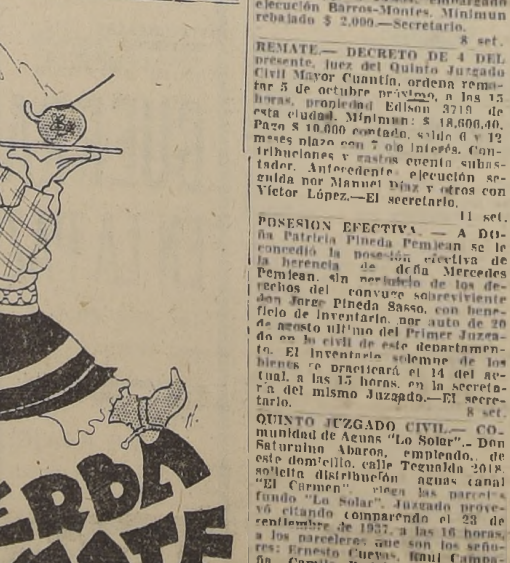 ejecución Barros-Montes. Mínimun
rebajado $ 2,000.—Secretario.
8 set.
REMATE.— DECRETO DE 4 DEL
presente, juez del Quinto Juzgado
Civil Mayor Cuantía, ordena rema-
tar 5 de octubre próximo, a las 15
horas, propiedad Edison 3719 de
esta ciudad. Mínimun: $ 18,600,40.
Pago $ 10,000 contado, saldo 6 y 12
meses plazo con 7 o|o interés. Con-
tribuciones y gastos cuenta subas-
tador. Antecedente ejecución se-
guida por Manuel Díaz y otros con
Víctor López.—El secretario.
11 set.
POSESION EFECTIVA. — A DO-
ña Patricia Pineda Pemjean se le
concedió la posesión efectiva de
la herencia de doña Mercedes
Pemjean, sin perjuicio de los de-
rechos del conyuge sobreviviente
don Jorge Pineda Sasso, con bene-
ficio de inventario, por auto de 20
de agosto ultimo del Primer Juzga-
do en lo civil de este departamen-
to. El inventario solemne de los
bienes se practicará el 14 del ac-
tual, a las 15 horas, en la secreta-
ría del mismo Juzgado.—El secre-
tario.
8 set.
QUINTO JUZGADO CIVIL.— CO-
munidad de Aguas "Lo Solar".- Don
Saturnino Abaroa, empleado, de
este domicilio, calle Tegualda 2018,
solicita distribución aguas canal
"El Carmen", riega las parcelas
fundo "Lo Solar". Juzgado prove-
yó citando comparendo el 23 de
septiembre de 1937, a las 16 horas,
a los parceleros que son los seño-
res: Ernesto Cuevas, Raul Campa-
ERBA
MATE